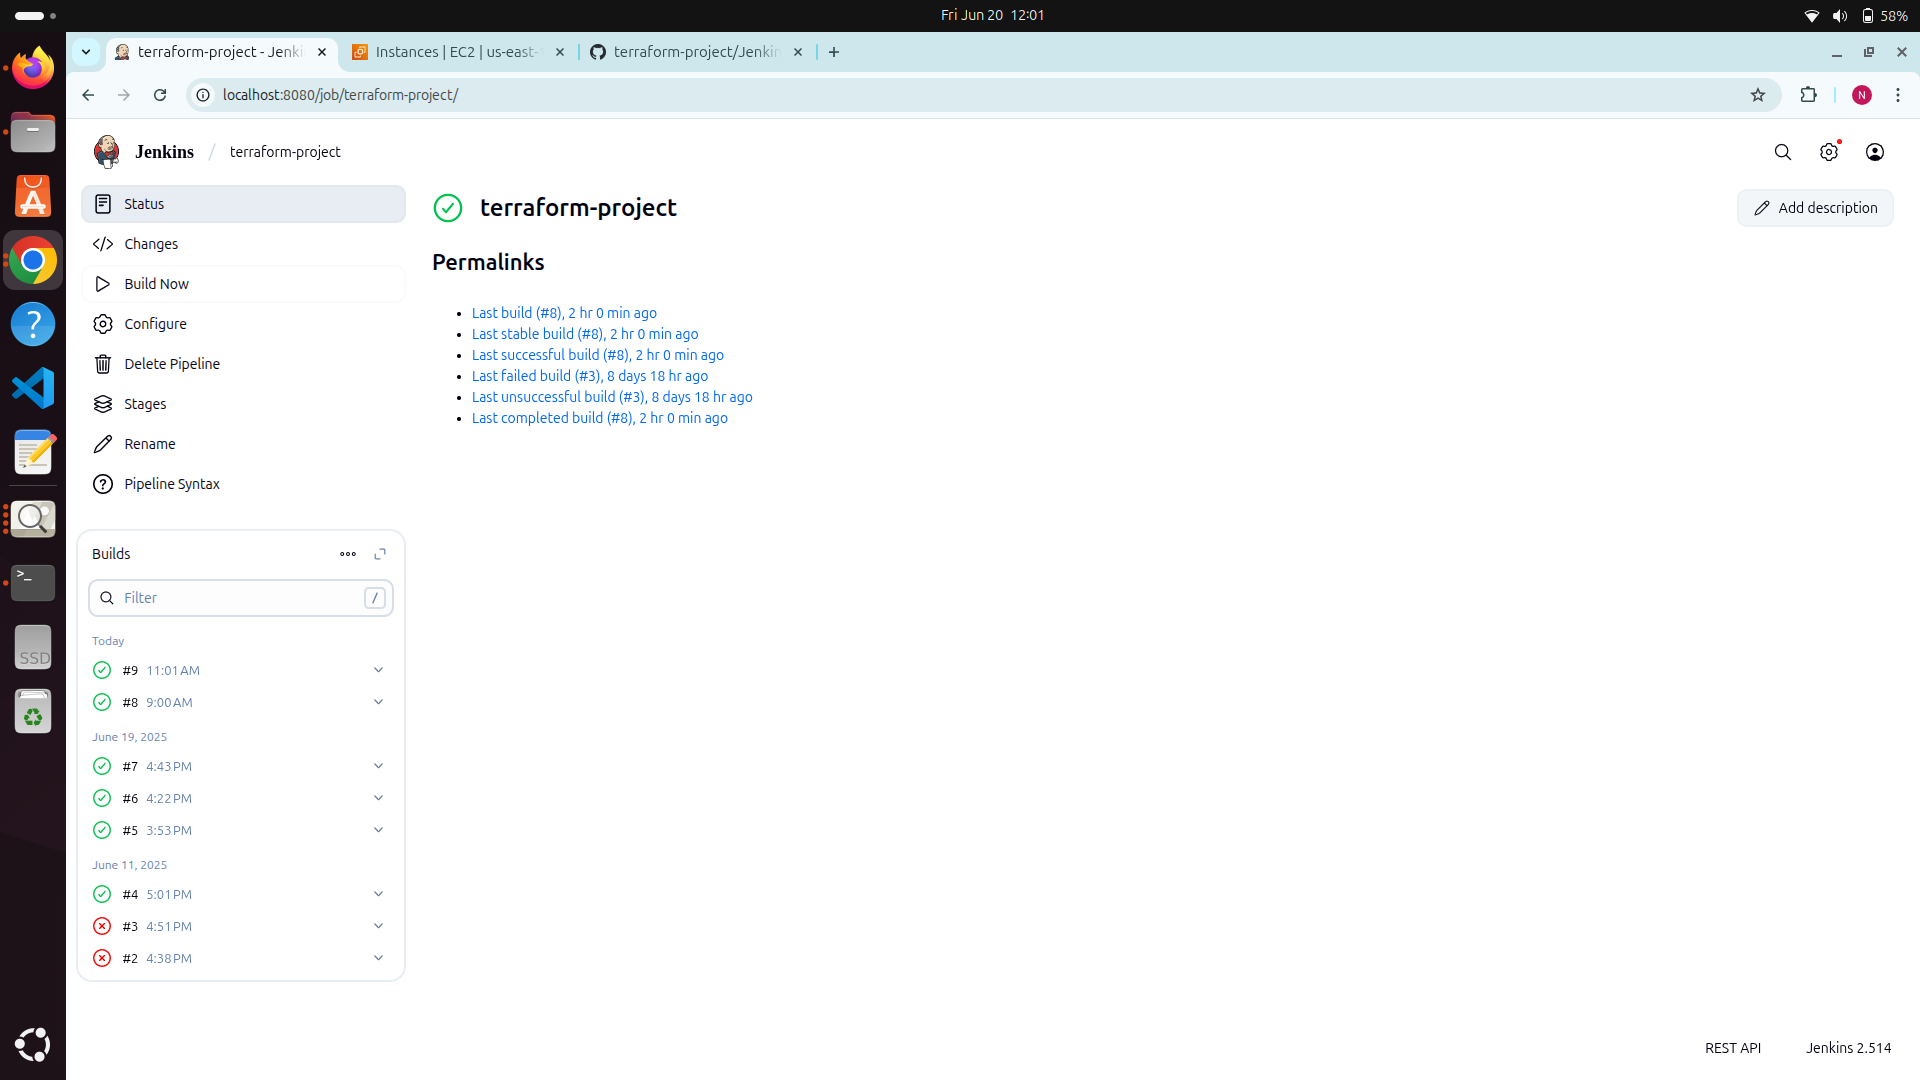 Fri Jun 20 12:01
58%
terraform-project - Jenki
Instances | EC2 | us-east-
terraform-project/Jenkin
localhost:8080/job/terraform-project/
N
Jenkins / terraform-project
Status
Changes
Build Now
Configure
Delete Pipeline
Stages
Rename
Pipeline Syntax
terraform-project
Add description
Permalinks
• Last build (#8), 2 hr 0 min ago
• Last stable build (#8), 2 hr 0 min ago
• Last successful build (#8), 2 hr 0 min ago
• Last failed build (#3), 8 days 18 hr ago
• Last unsuccessful build (#3), 8 days 18 hr ago
• Last completed build (#8), 2 hr 0 min ago
Builds
Filter /
Today
#9 11:01 AM
#8 9:00 AM
June 19, 2025
#7 4:43 PM
#6 4:22 PM
#5 3:53 PM
June 11, 2025
#4 5:01 PM
#3 4:51 PM
#2 4:38 PM
SSD
REST API
Jenkins 2.514